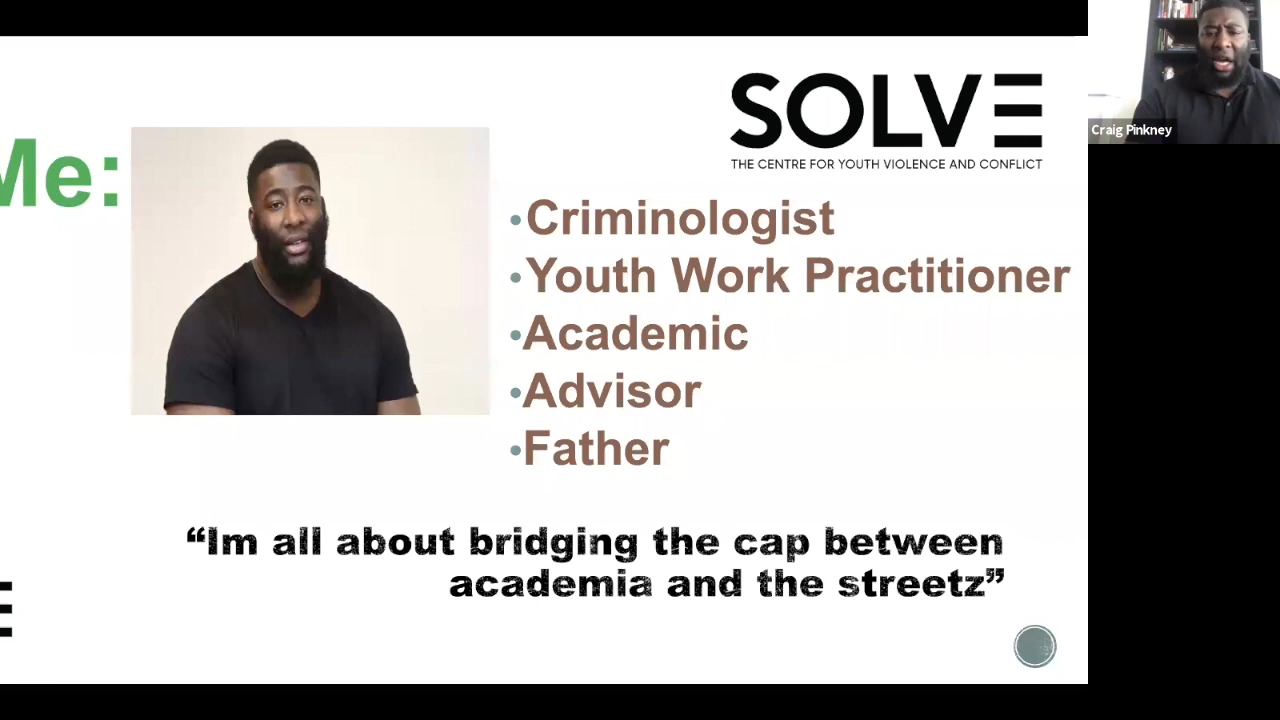 SOLVE
THE CENTRE FOR YOUTH VIOLENCE AND CONFLICT
Craig Pinkney
Me:
•Criminologist
•Youth Work Practitioner
•Academic
•Advisor
•Father
“Im all about bridging the cap between
academia and the streetz”